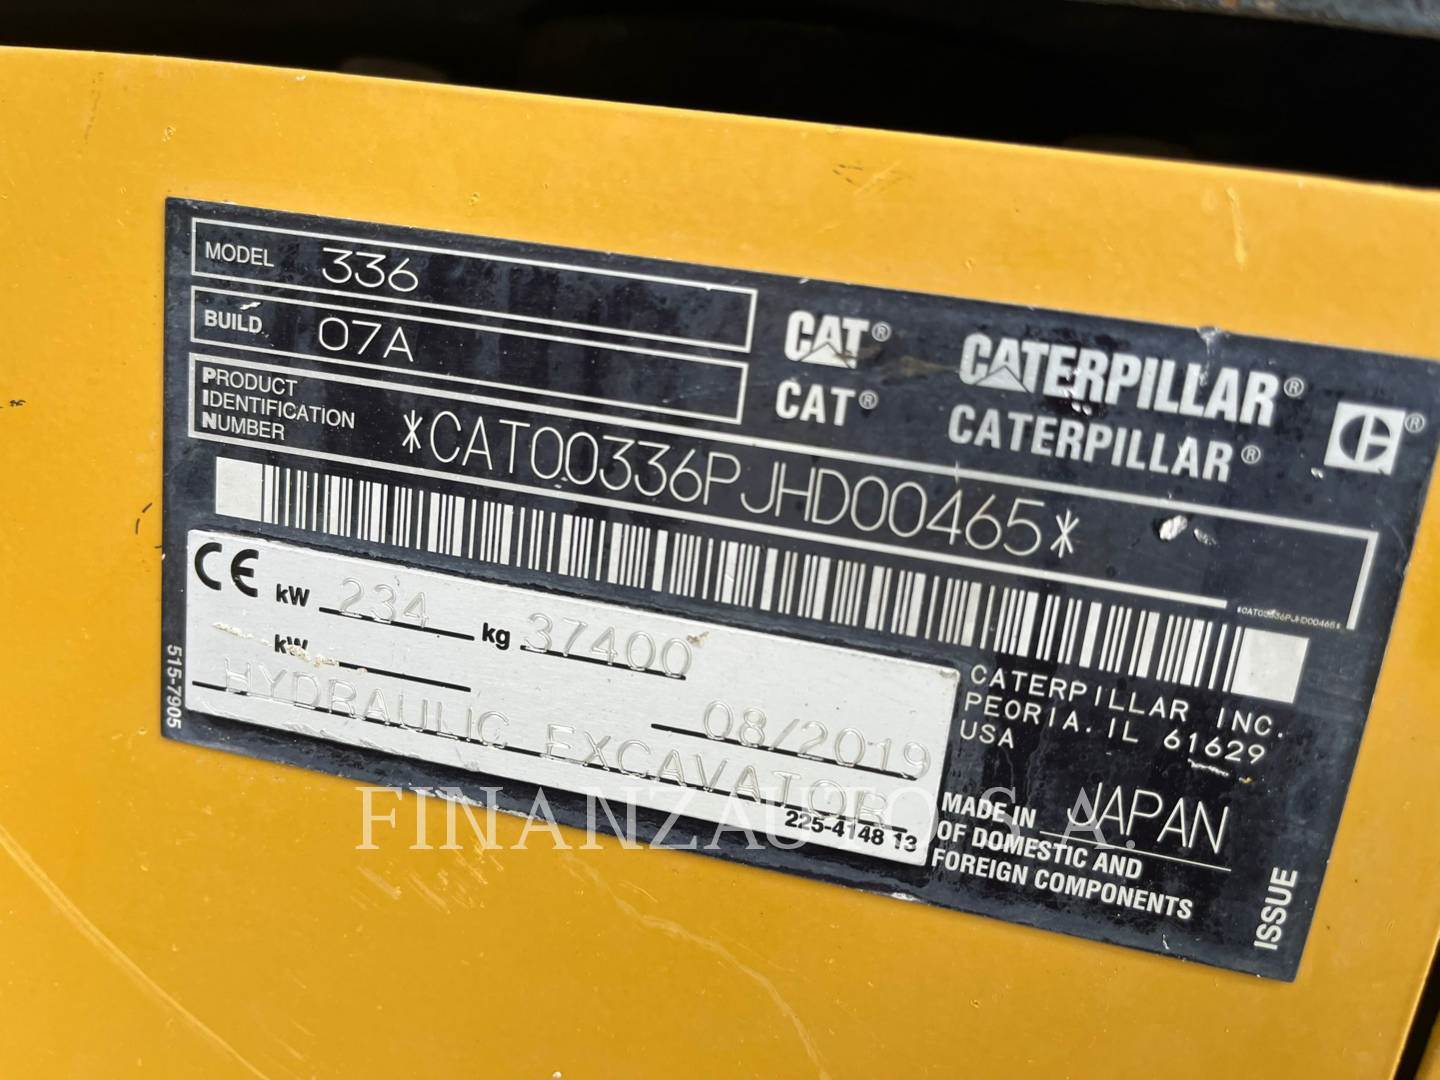 MODEL 336
BUILD 07A
PRODUCT IDENTIFICATION NUMBER *CAT00336PJHD00465*
CAT® CATERPILLAR®
CAT® CATERPILLAR®
*CAT00336PJHD00465*
CE kW 234 kg 37400
kW
08/2019
HYDRAULIC EXCAVATOR
225-4148 13
515-7905
CATERPILLAR INC.
PEORIA, IL 61629
USA
MADE IN JAPAN
OF DOMESTIC AND
FOREIGN COMPONENTS
ISSUE
FINANZAUTO S.A.